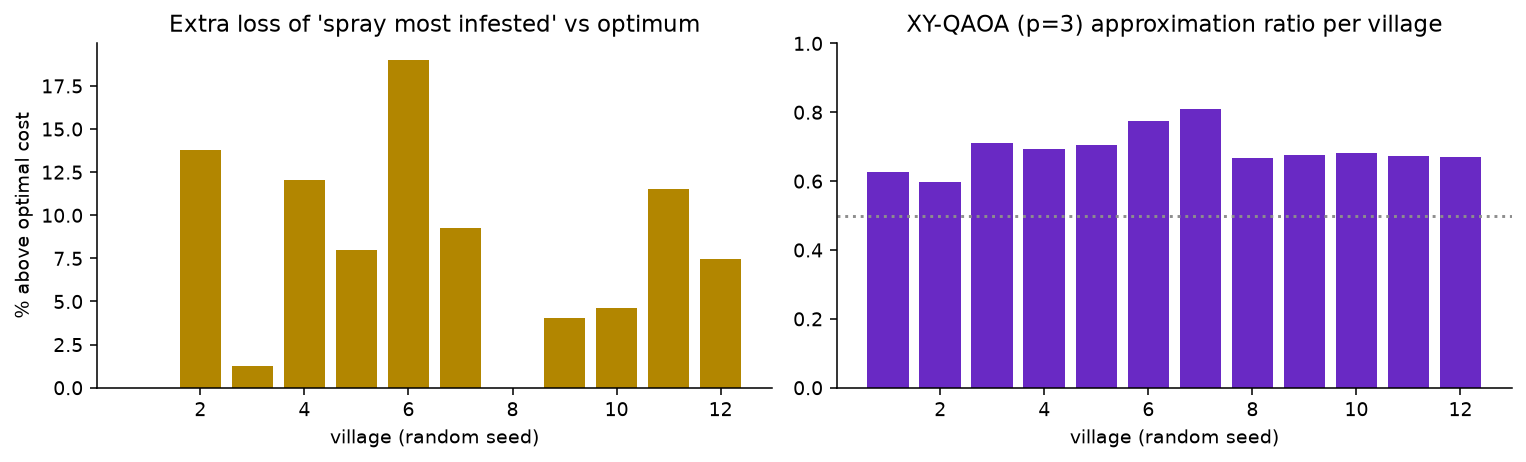 Extra loss of 'spray most infested' vs optimum
% above optimal cost
17.5
15.0
12.5
10.0
7.5
5.0
2.5
0.0
2 4 6 8 10 12
village (random seed)
XY-QAOA (p=3) approximation ratio per village
1.0
0.8
0.6
0.4
0.2
0.0
2 4 6 8 10 12
village (random seed)